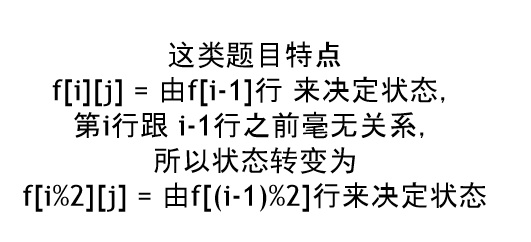 这类题目特点
f[i][j] = 由f[i-1]行 来决定状态,
第i行跟 i-1行之前毫无关系,
所以状态转变为
f[i%2][j] = 由f[(i-1)%2]行来决定状态